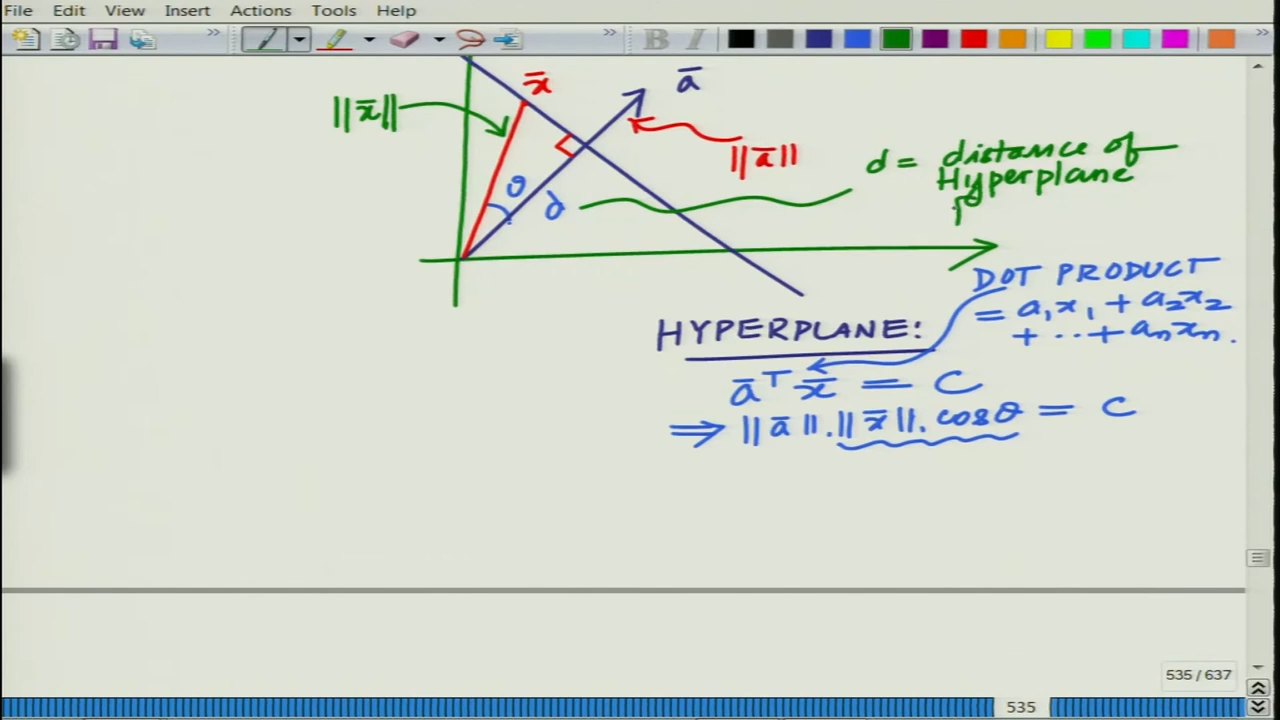 File Edit View Insert Actions Tools Help
B I
x̄
ā
||x̄||
||ā||
d = distance of
Hyperplane
θ
d
DOT PRODUCT
= a₁x₁ + a₂x₂
+ ... + aₙxₙ.
HYPERPLANE:
āᵀ x̄ = C
⇒ ||ā||.||x̄||. cosθ = C
535 / 637
535